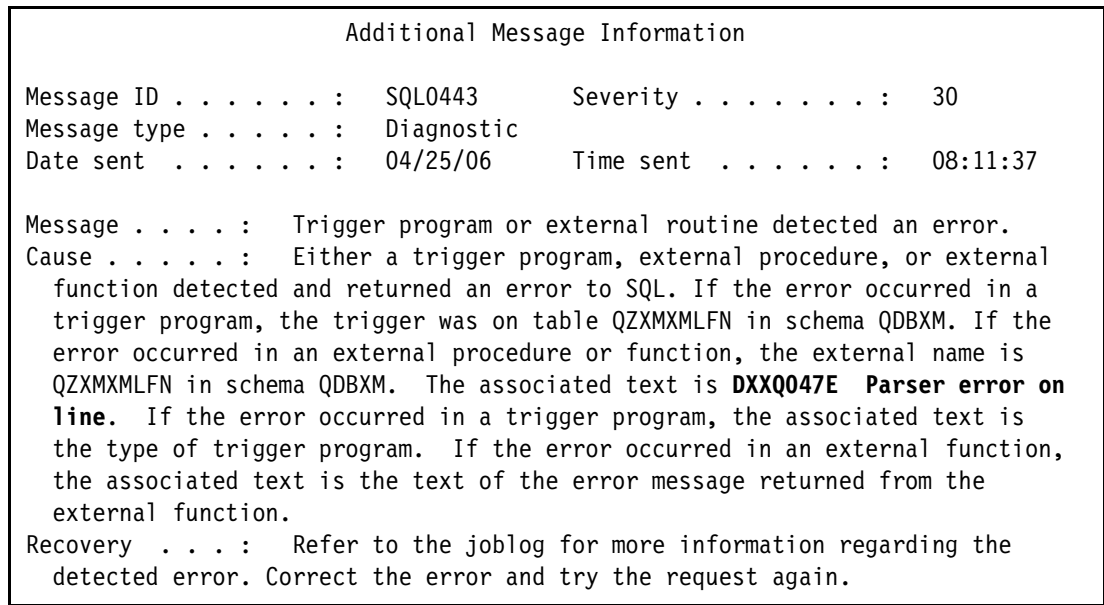 Additional Message Information
Message ID . . . . . . : SQL0443 Severity . . . . . . . : 30
Message type . . . . . : Diagnostic
Date sent . . . . . . : 04/25/06 Time sent . . . . . . : 08:11:37
Message . . . . : Trigger program or external routine detected an error.
Cause . . . . . : Either a trigger program, external procedure, or external
function detected and returned an error to SQL. If the error occurred in a
trigger program, the trigger was on table QZXMXMLFN in schema QDBXM. If the
error occurred in an external procedure or function, the external name is
QZXMXMLFN in schema QDBXM. The associated text is DXXQ047E Parser error on
line. If the error occurred in a trigger program, the associated text is
the type of trigger program. If the error occurred in an external function,
the associated text is the text of the error message returned from the
external function.
Recovery . . . : Refer to the joblog for more information regarding the
detected error. Correct the error and try the request again.